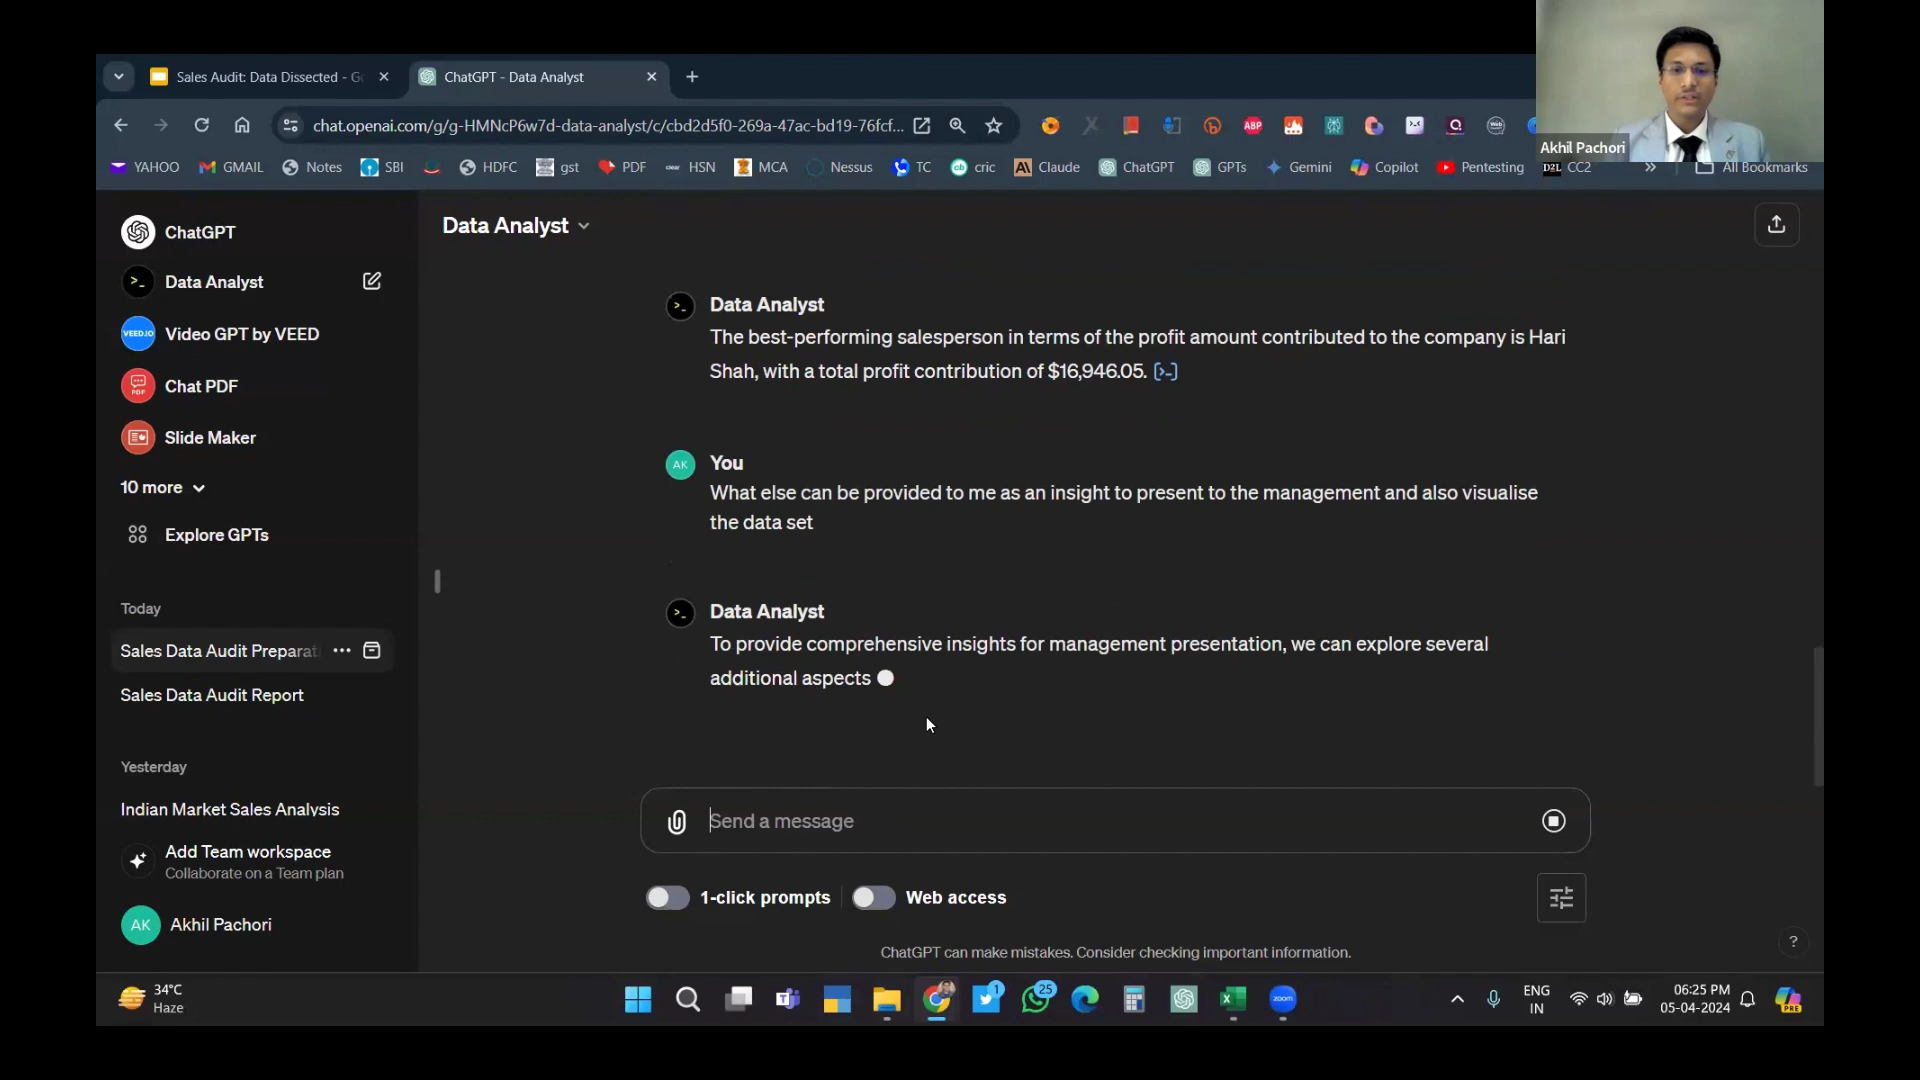 Sales Audit: Data Dissected - G
ChatGPT - Data Analyst
chat.openai.com/g/g-HMNcP6w7d-data-analyst/c/cbd2d5f0-269a-47ac-bd19-76fcf...
Akhil Pachori
YAHOO
GMAIL
Notes
SBI
HDFC
gst
PDF
HSN
MCA
Nessus
TC
cric
Claude
ChatGPT
GPTs
Gemini
Copilot
Pentesting
CC2
All Bookmarks
ChatGPT
Data Analyst
Video GPT by VEED
Chat PDF
Slide Maker
10 more
Explore GPTs
Today
Sales Data Audit Preparat
Sales Data Audit Report
Yesterday
Indian Market Sales Analysis
Add Team workspace
Collaborate on a Team plan
AK
Akhil Pachori
Data Analyst
Data Analyst
The best-performing salesperson in terms of the profit amount contributed to the company is Hari
Shah, with a total profit contribution of $16,946.05. [>-]
AK
You
What else can be provided to me as an insight to present to the management and also visualise
the data set
Data Analyst
To provide comprehensive insights for management presentation, we can explore several
additional aspects
Send a message
1-click prompts
Web access
ChatGPT can make mistakes. Consider checking important information.
?
34°C
Haze
1
25
zoom
ENG
IN
06:25 PM
05-04-2024
PRE